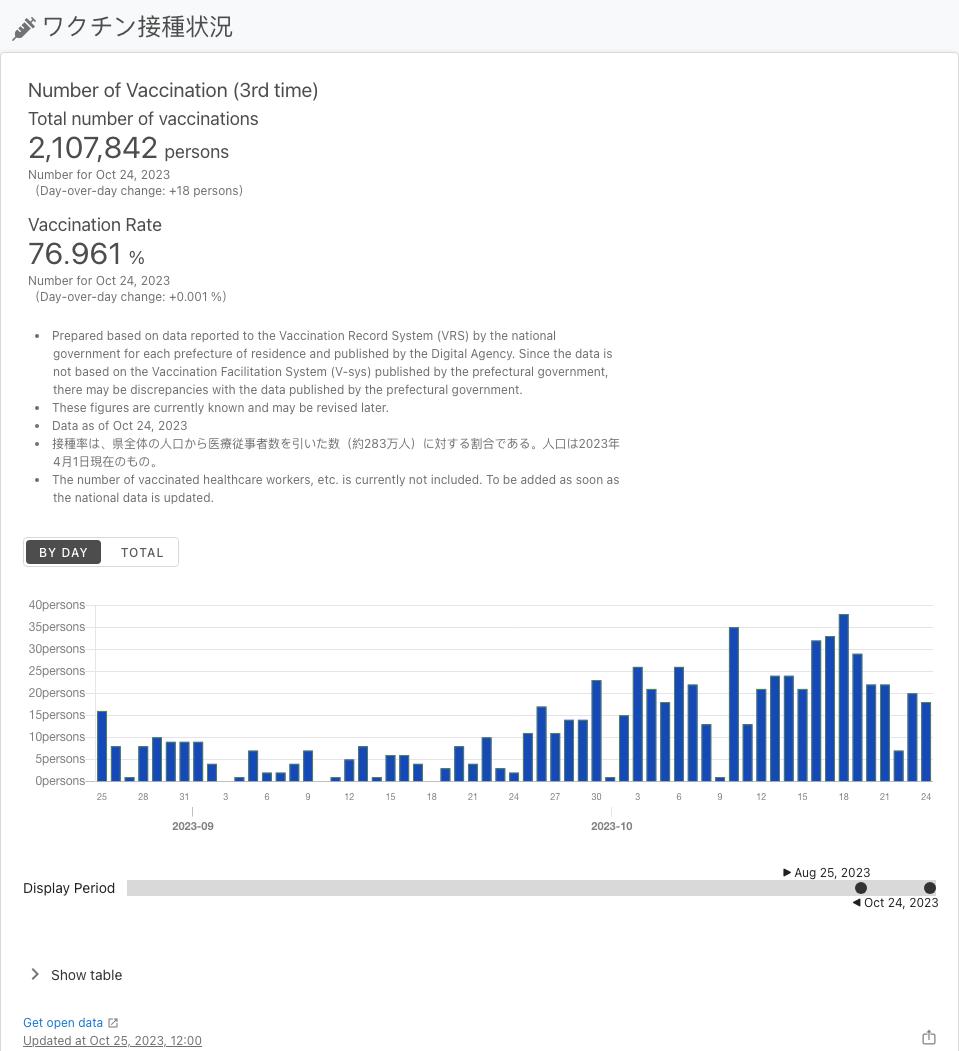 ワクチン接種状況
Number of Vaccination (3rd time)
Total number of vaccinations
2,107,842 persons
Number for Oct 24, 2023
(Day-over-day change: +18 persons)
Vaccination Rate
76.961 %
Number for Oct 24, 2023
(Day-over-day change: +0.001 %)
• Prepared based on data reported to the Vaccination Record System (VRS) by the national
government for each prefecture of residence and published by the Digital Agency. Since the data is
not based on the Vaccination Facilitation System (V-sys) published by the prefectural government,
there may be discrepancies with the data published by the prefectural government.
• These figures are currently known and may be revised later.
• Data as of Oct 24, 2023
• 接種率は、県全体の人口から医療従事者数を引いた数（約283万人）に対する割合である。人口は2023年
4月1日現在のもの。
• The number of vaccinated healthcare workers, etc. is currently not included. To be added as soon as
the national data is updated.
BY DAY TOTAL
40persons
35persons
30persons
25persons
20persons
15persons
10persons
5persons
0persons
25 28 31 3 6 9 12 15 18 21 24 27 30 3 6 9 12 15 18 21 24
2023-09 2023-10
Aug 25, 2023
Display Period
Oct 24, 2023
Show table
Get open data
Updated at Oct 25, 2023, 12:00